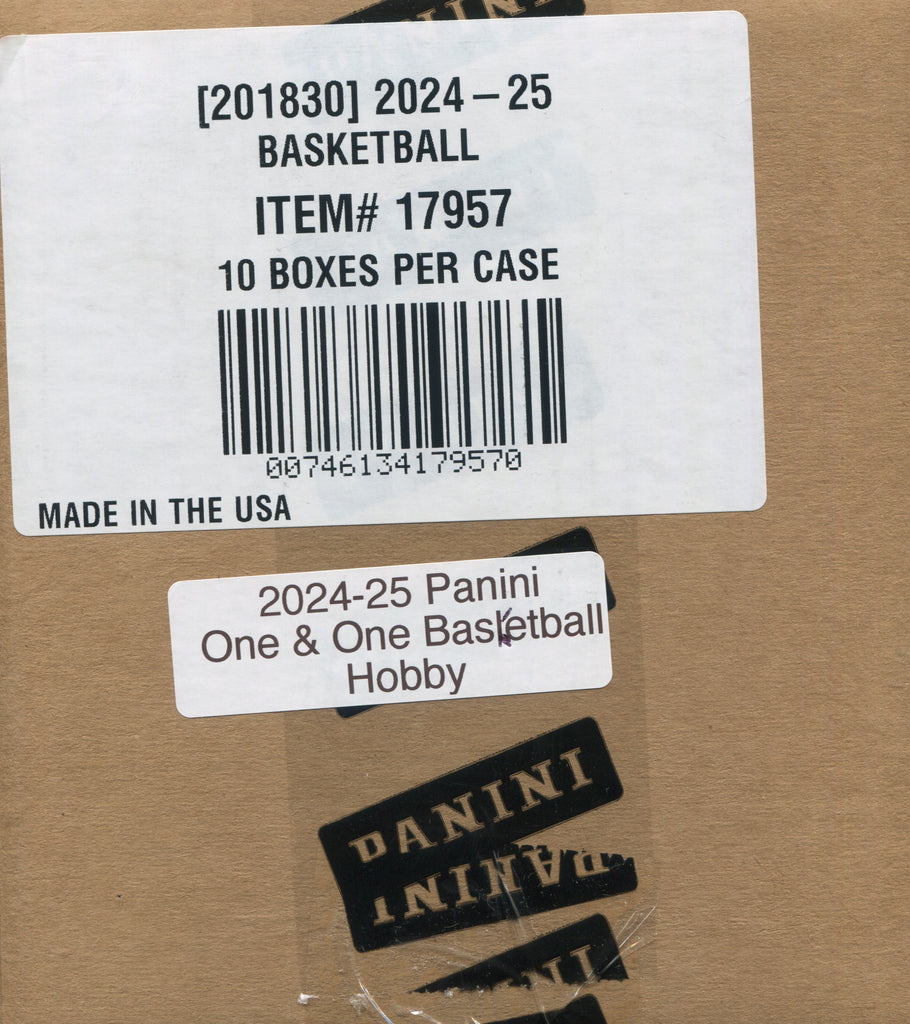 [201830] 2024 – 25
BASKETBALL
ITEM# 17957
10 BOXES PER CASE
00746134179570
MADE IN THE USA
2024-25 Panini
One & One Basketball
Hobby
PANINI
PANINI